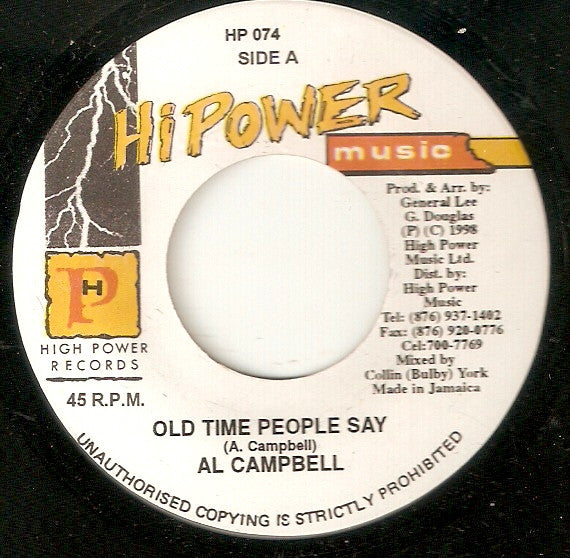 HP 074
SIDE A
Hi POWER
music
Prod. & Arr. by:
General Lee
G. Douglas
(P) (C) 1998
High Power
Music Ltd.
Dist. by:
High Power
Music
Tel: (876) 937-1402
Fax: (876) 920-0776
Cel:700-7769
Mixed by
Collin (Bulby) York
Made in Jamaica
HP
HIGH POWER
RECORDS
45 R.P.M.
OLD TIME PEOPLE SAY
(A. Campbell)
AL CAMPBELL
UNAUTHORISED COPYING IS STRICTLY PROHIBITED